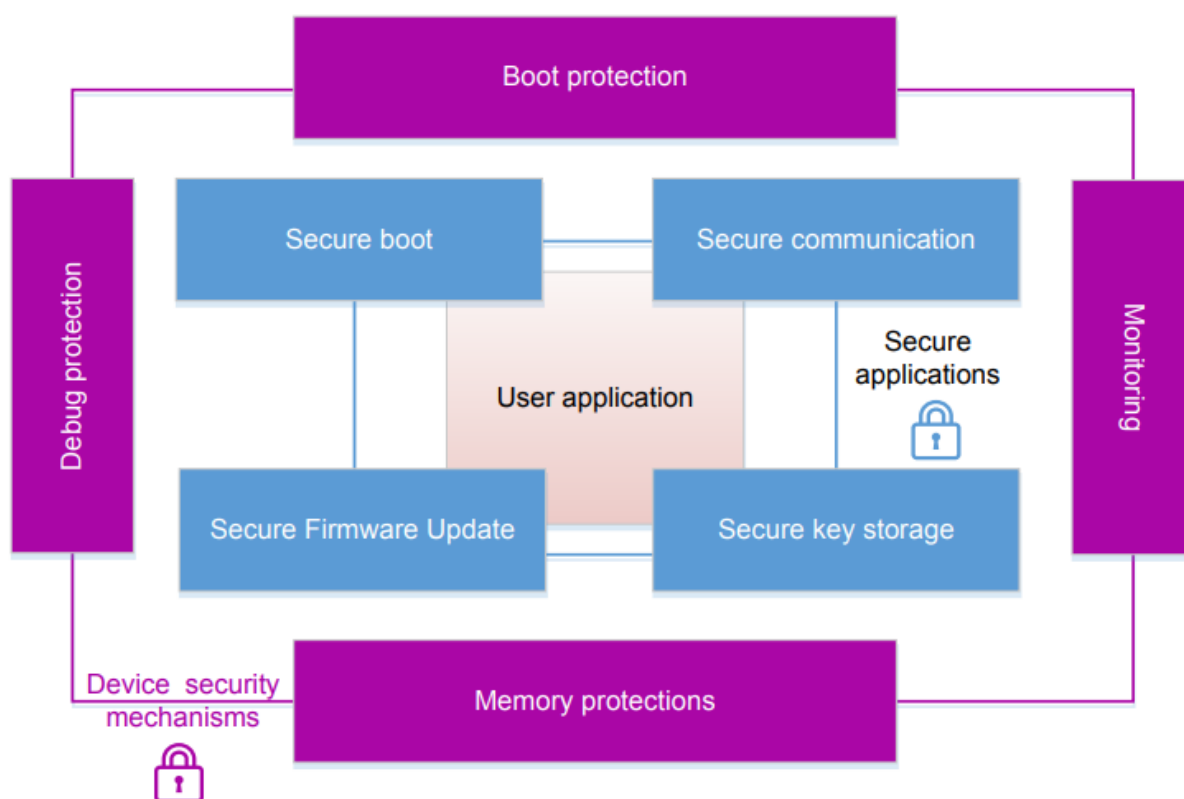 Boot protection
Secure boot
Secure communication
Debug protection
Monitoring
Secure
applications
User application
Secure Firmware Update
Secure key storage
Device security
mechanisms
Memory protections